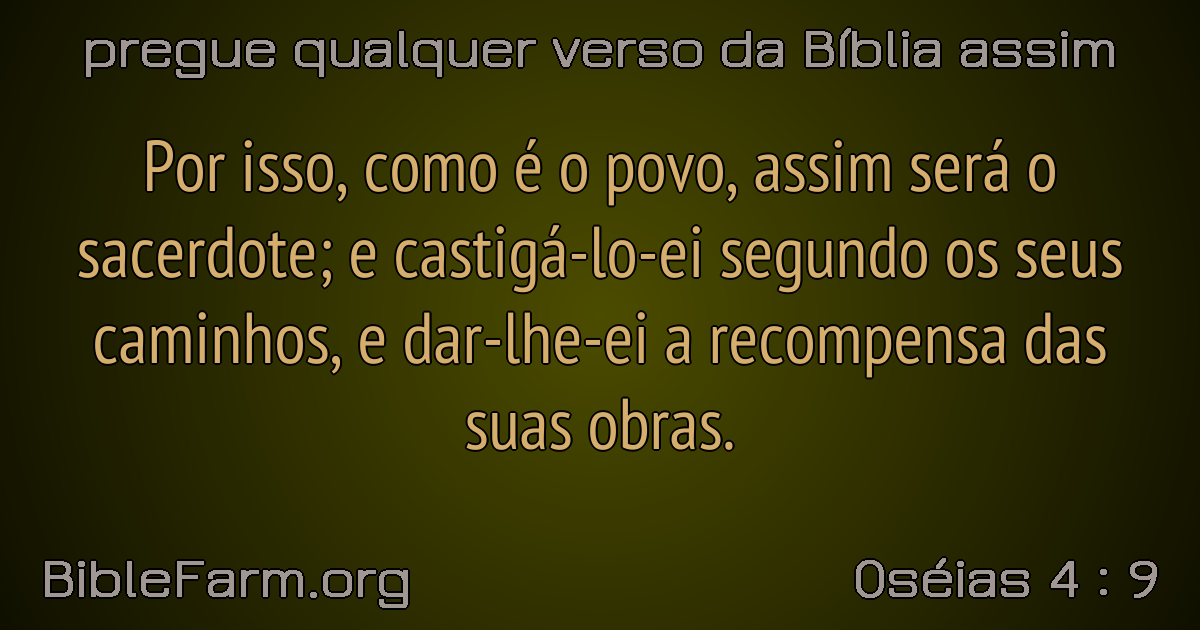 pregue qualquer verso da Bíblia assim
Por isso, como é o povo, assim será o
sacerdote; e castigá-lo-ei segundo os seus
caminhos, e dar-lhe-ei a recompensa das
suas obras.
BibleFarm.org
Oséias 4 : 9